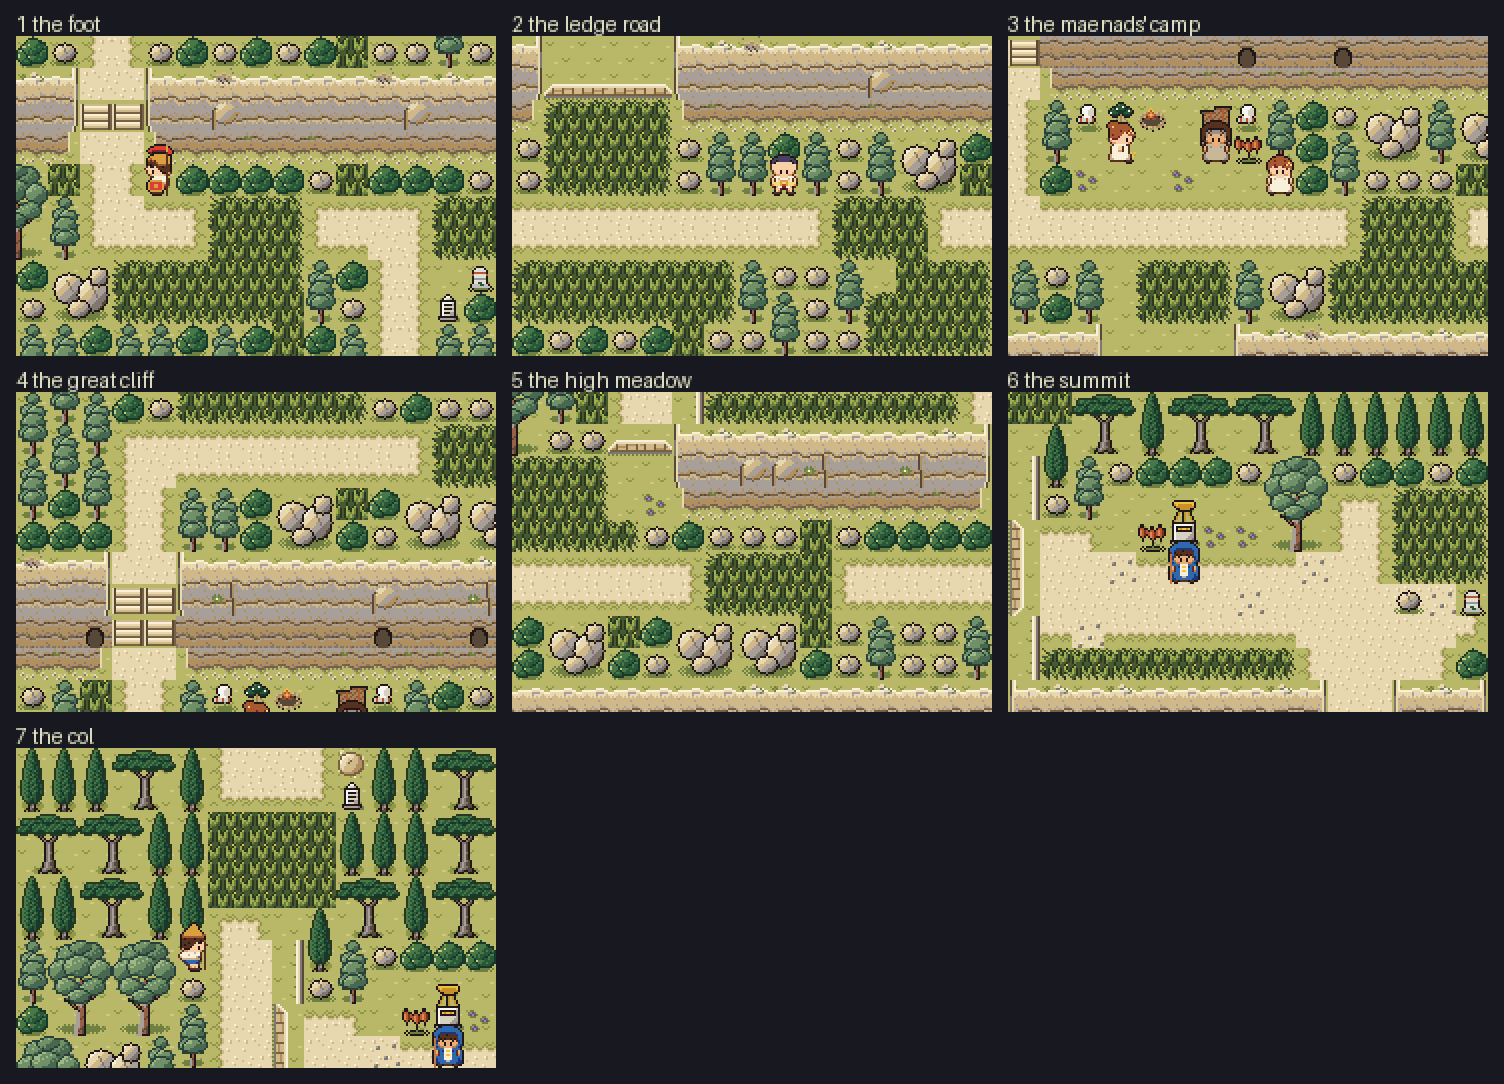 1 the foot
2 the ledge road
3 the maenads' camp
4 the great cliff
5 the high meadow
6 the summit
7 the col